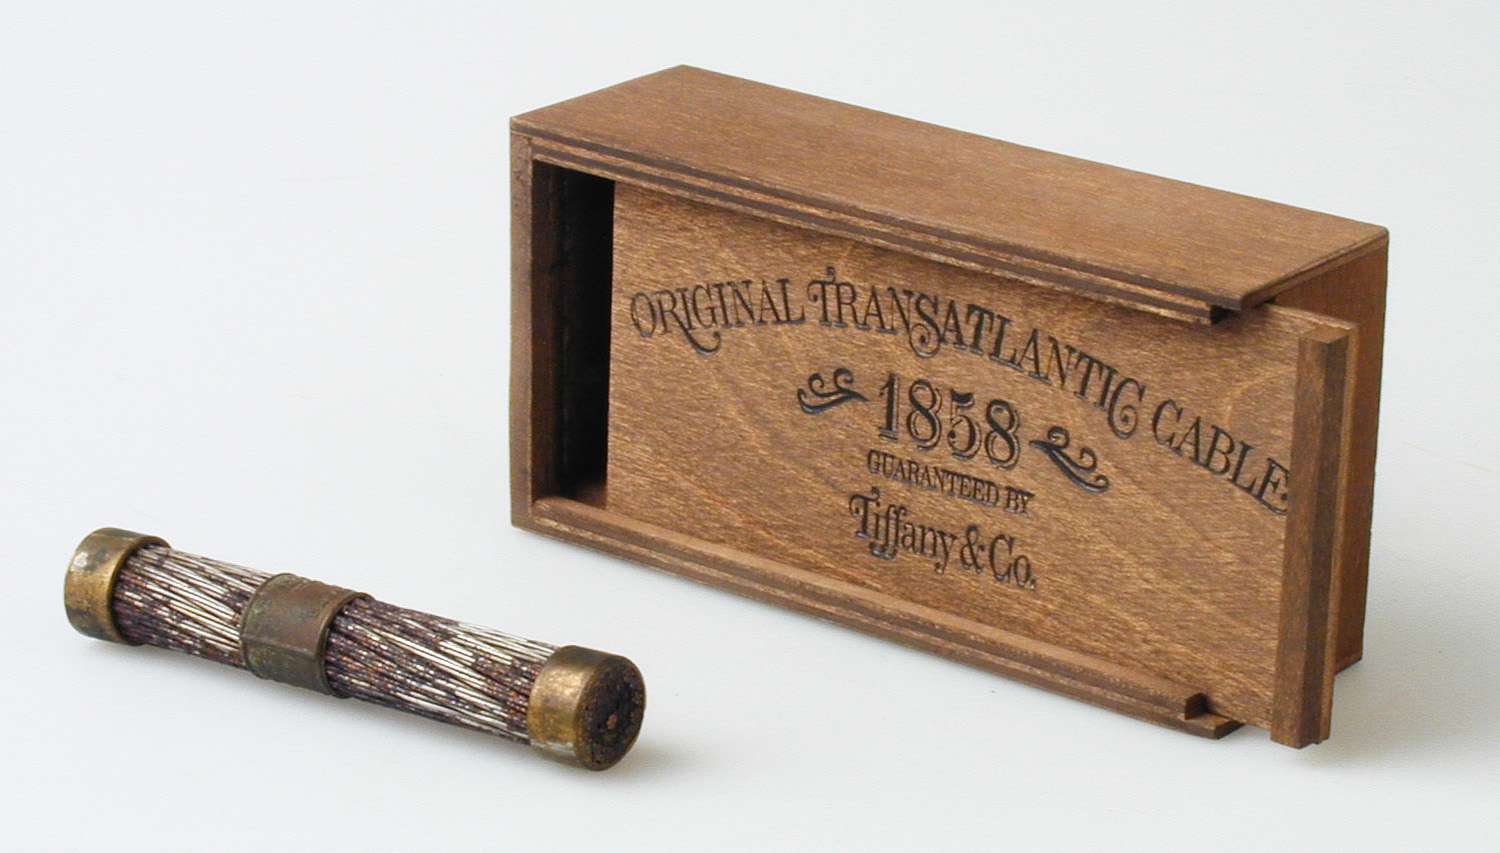 ORIGINAL TRANSATLANTIC CABLE
1858
GUARANTEED BY
Tiffany & Co.